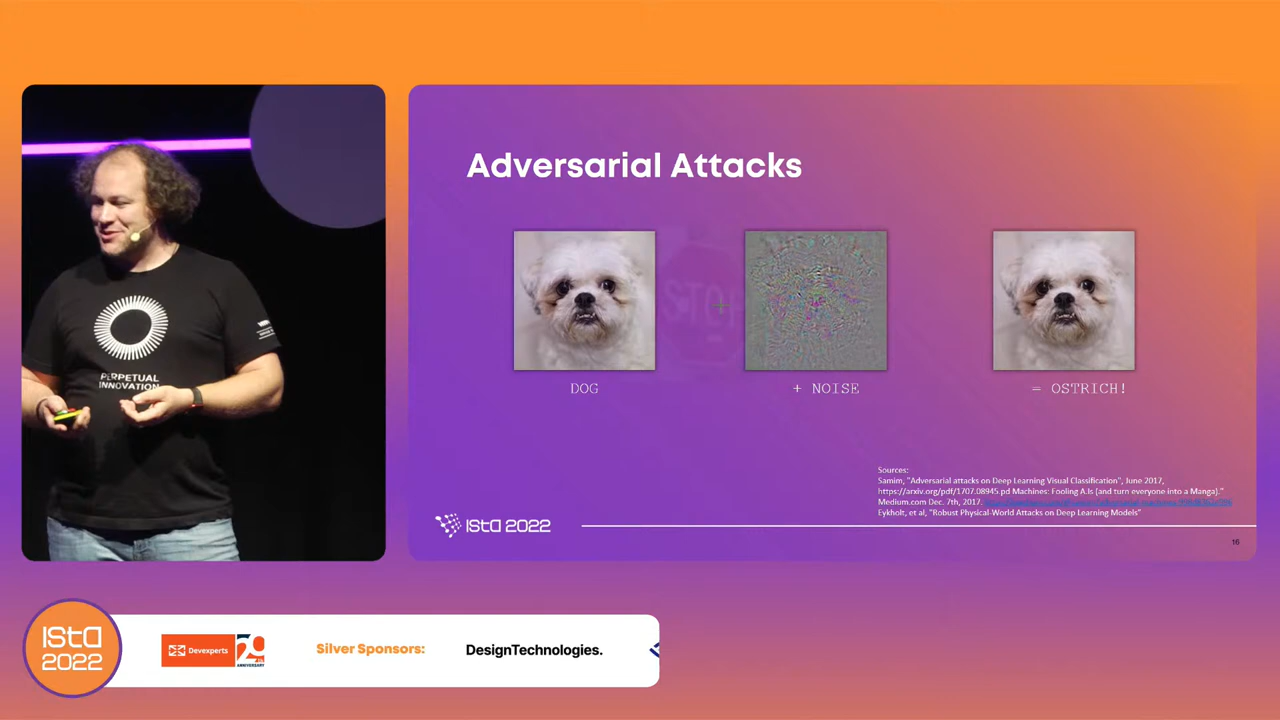 Adversarial Attacks
STOP
DOG
+ NOISE
= OSTRICH!
PERPETUAL
INNOVATION
Sources:
Samim, "Adversarial attacks on Deep Learning Visual Classification", June 2017,
https://arxiv.org/pdf/1707.08945.pd Machines: Fooling A.Is (and turn everyone into a Manga)."
Medium.com Dec. 7th, 2017.
Eykholt, et al, "Robust Physical-World Attacks on Deep Learning Models"
ISTA 2022
16
ISTA
2022
Devexperts
20
ANNIVERSARY
Silver Sponsors:
DesignTechnologies.